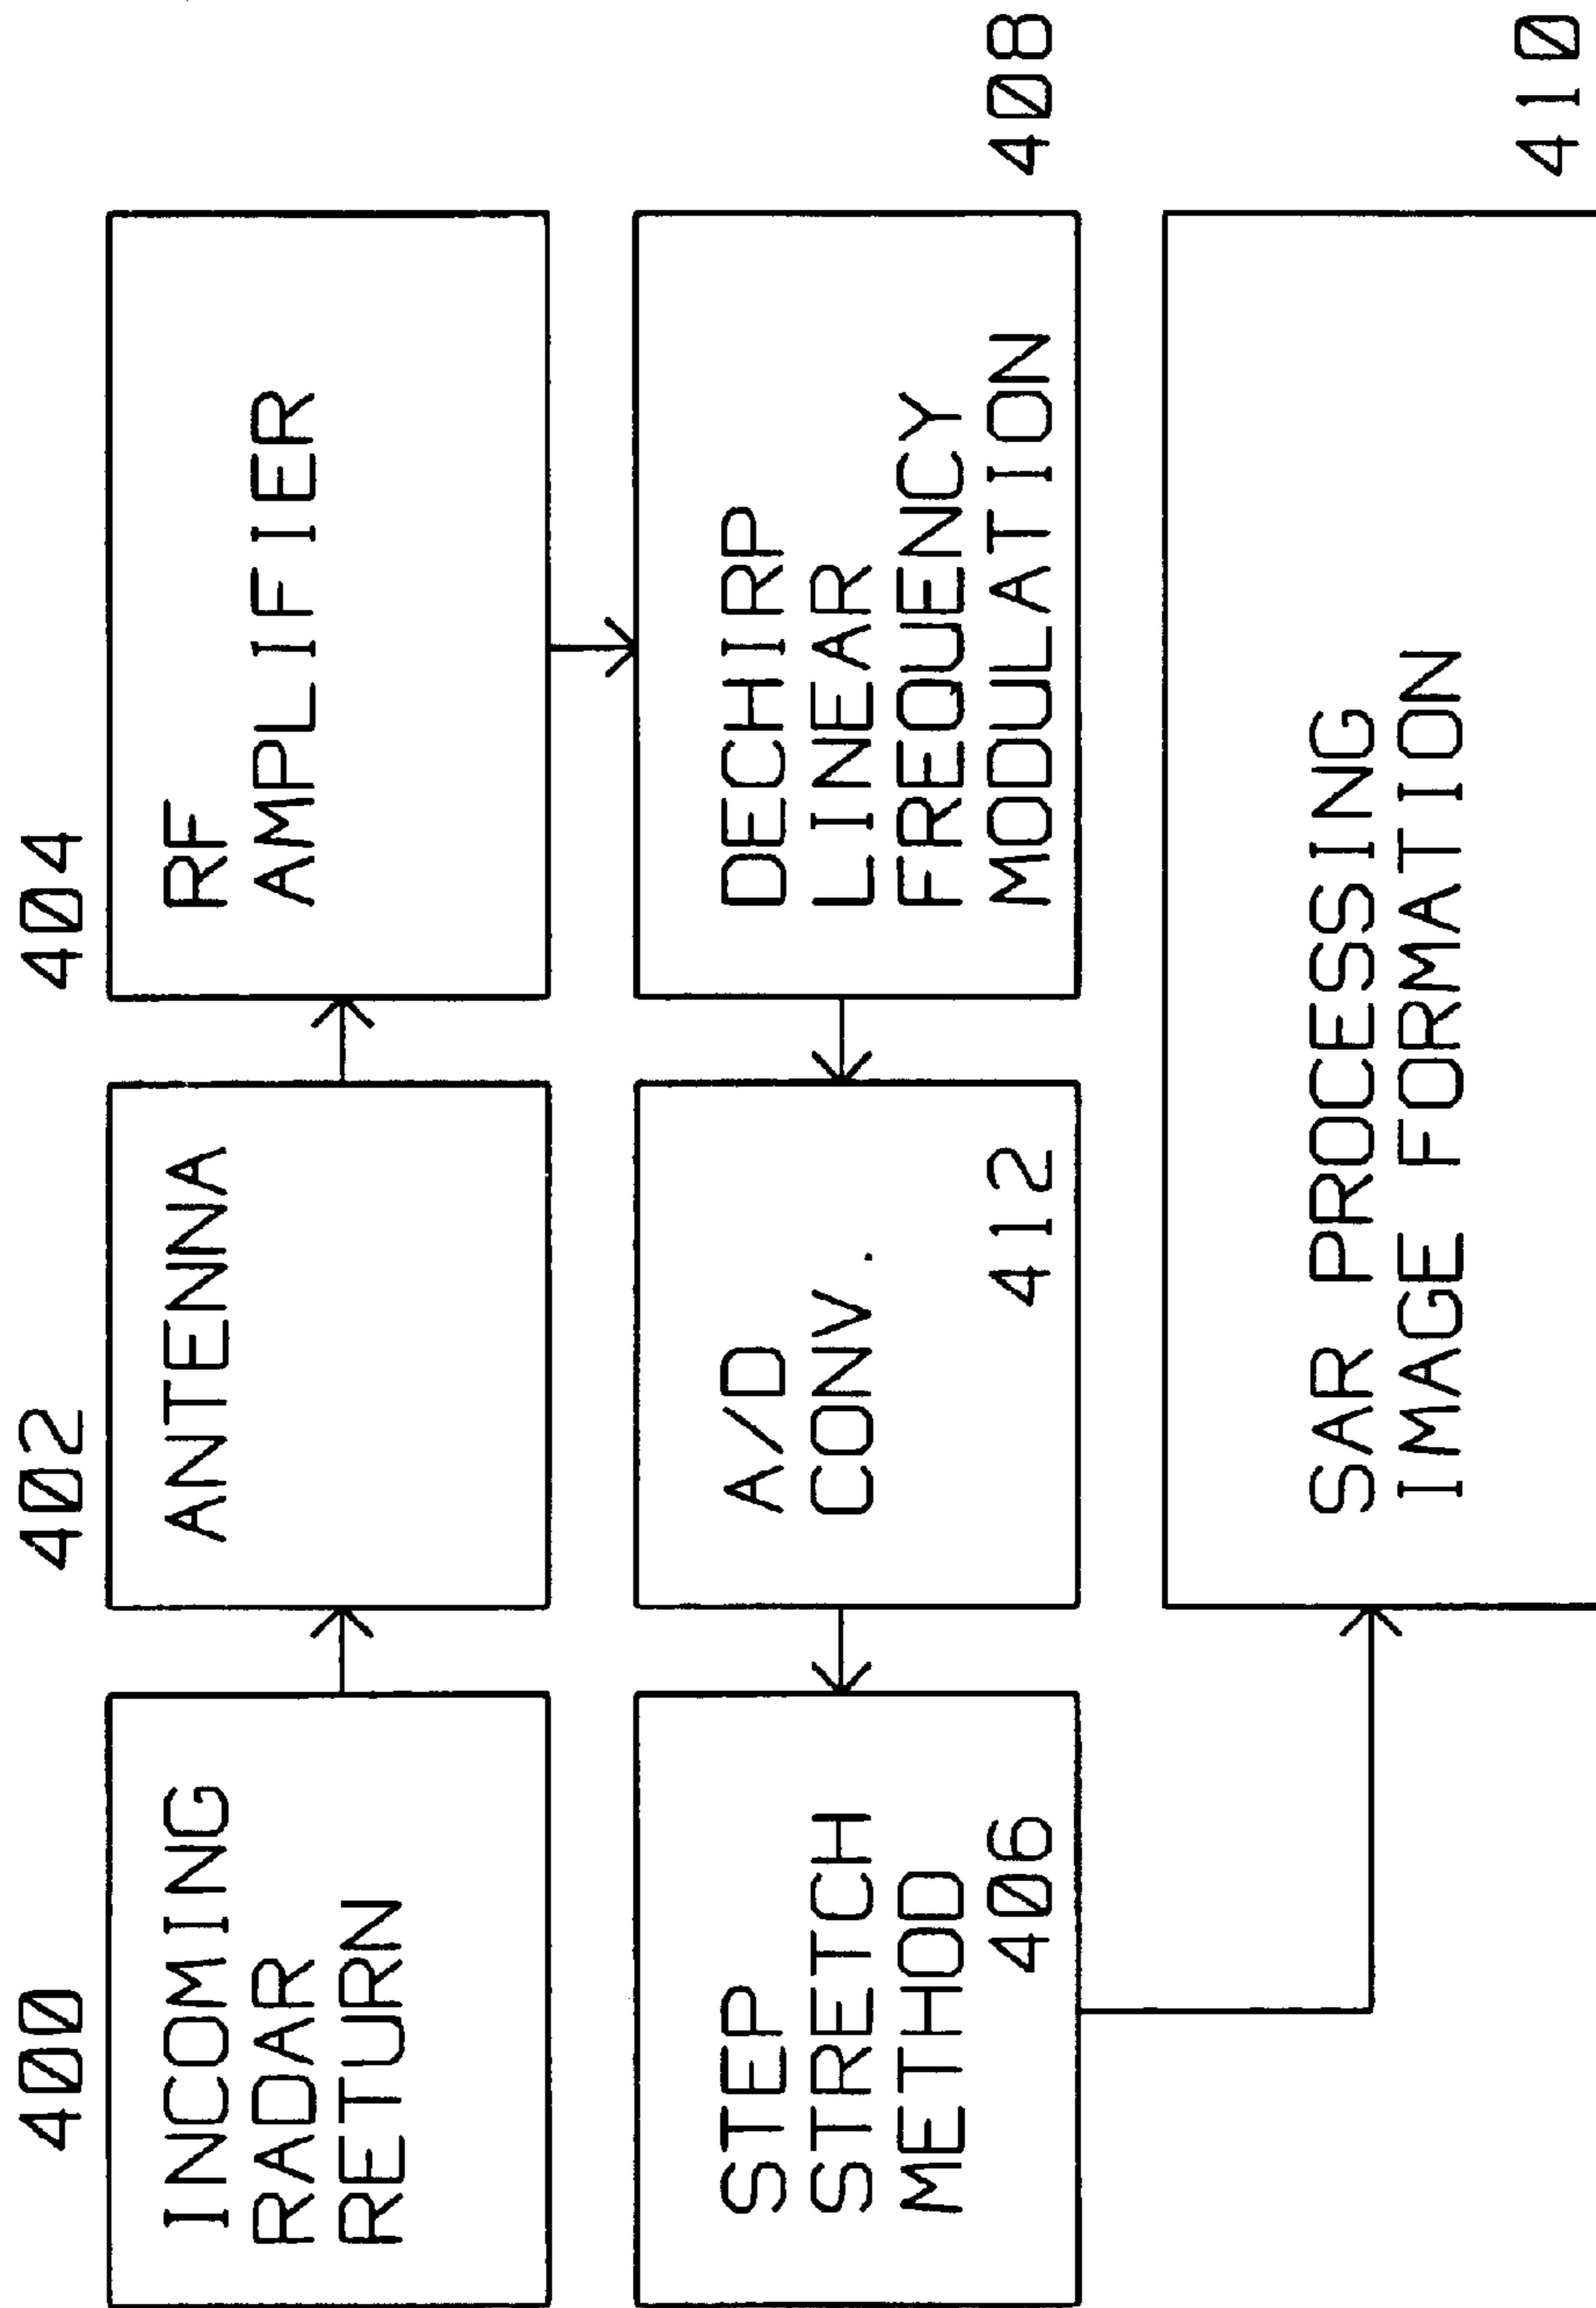 400
INCOMING
RADAR
RETURN
402
ANTENNA
404
RF
AMPLIFIER
DECHIRP
LINEAR
FREQUENCY
MODULATION
408
A/D
CONV.
412
STEP
STRETCH
METHOD
406
SAR PROCESSING
IMAGE FORMATION
410